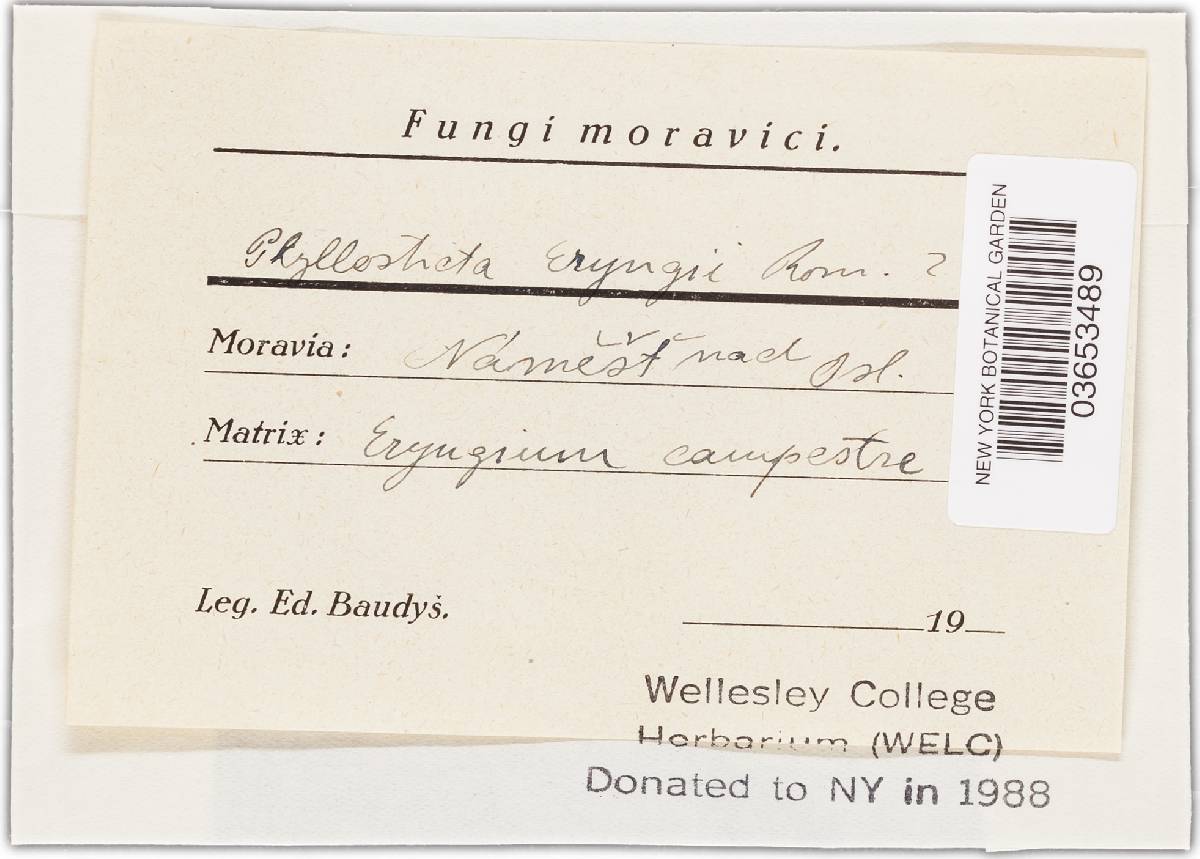 Fungi moravici.
Phyllosticta Eryngii Rom. ?
Moravia: Náměšť nad Osl.
Matrix: Eryngium campestre
Leg. Ed. Baudyš.
19
Wellesley College
Herbarium (WELC)
Donated to NY in 1988
NEW YORK BOTANICAL GARDEN
03653489